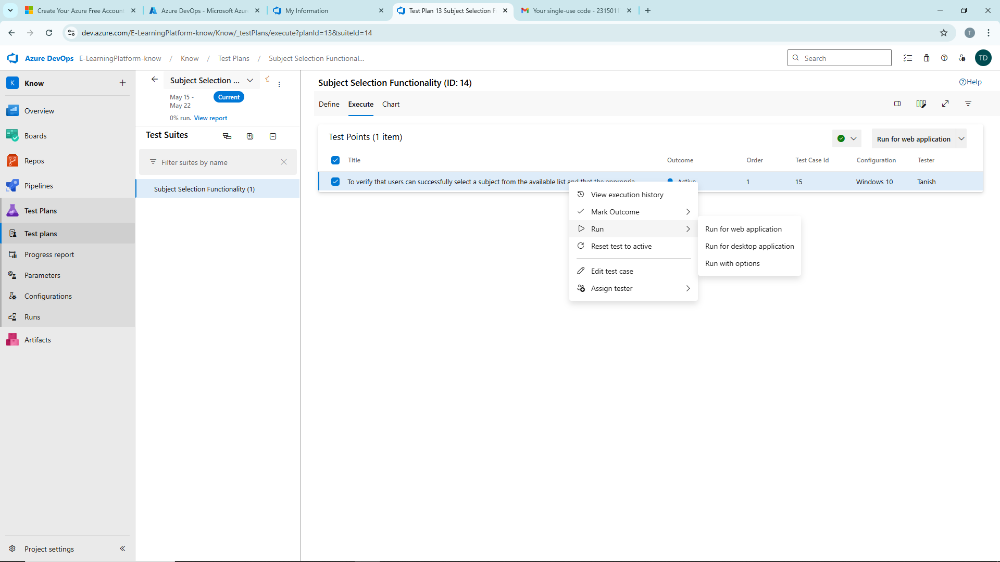 Create Your Azure Free Account
Azure DevOps - Microsoft Azure
My Information
Test Plan 13 Subject Selection F
Your single-use code - 2315011
dev.azure.com/E-LearningPlatform-know/Know/_testPlans/execute?planId=13&suiteId=14
T
Azure DevOps E-LearningPlatform-know / Know / Test Plans / Subject Selection Functional...
Search
TD
K Know
Overview
Boards
Repos
Pipelines
Test Plans
Test plans
Progress report
Parameters
Configurations
Runs
Artifacts
Project settings
Subject Selection ...
May 15 -
May 22
Current
0% run. View report
Test Suites
Filter suites by name
Subject Selection Functionality (1)
Subject Selection Functionality (ID: 14)
Help
Define Execute Chart
Test Points (1 item)
Run for web application
Title Outcome Order Test Case Id Configuration Tester
To verify that users can successfully select a subject from the available list and that the appropria... Active 1 15 Windows 10 Tanish
View execution history
Mark Outcome
Run
Reset test to active
Edit test case
Assign tester
Run for web application
Run for desktop application
Run with options